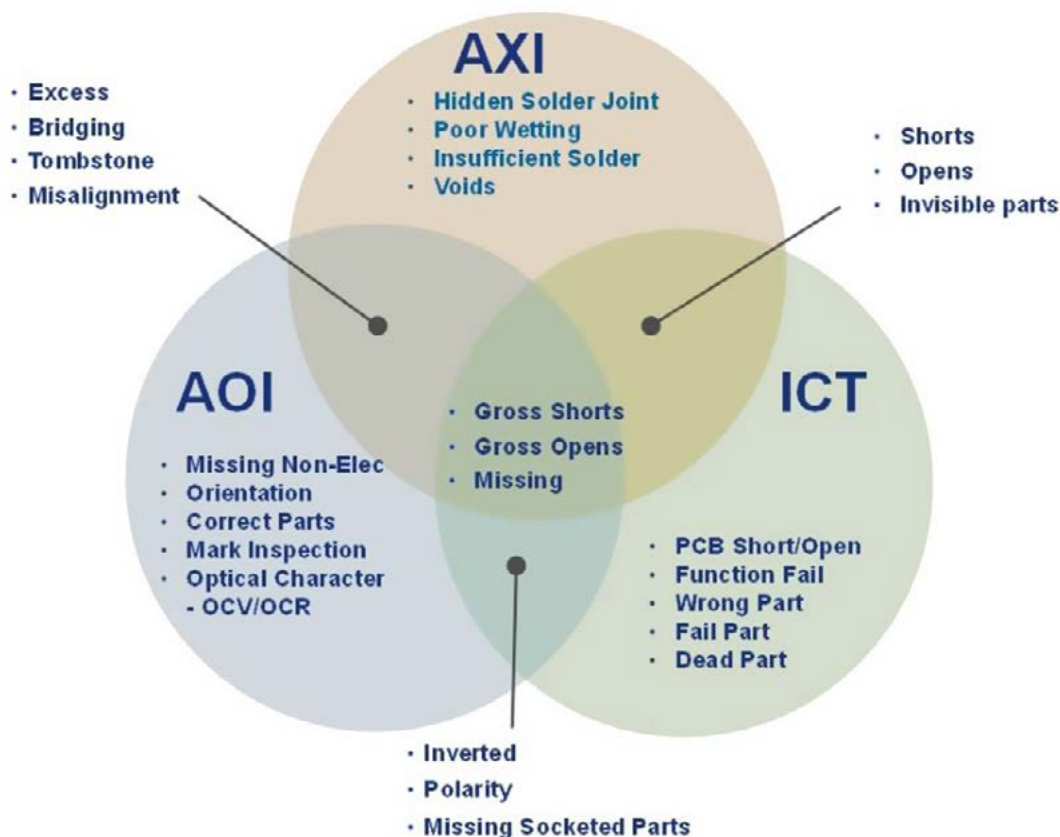 AXI
· Hidden Solder Joint
· Poor Wetting
· Insufficient Solder
· Voids
· Excess
· Bridging
· Tombstone
· Misalignment
· Shorts
· Opens
· Invisible parts
AOI
· Missing Non-Elec
· Orientation
· Correct Parts
· Mark Inspection
· Optical Character
- OCV/OCR
· Gross Shorts
· Gross Opens
· Missing
ICT
· PCB Short/Open
· Function Fail
· Wrong Part
· Fail Part
· Dead Part
· Inverted
· Polarity
· Missing Socketed Parts